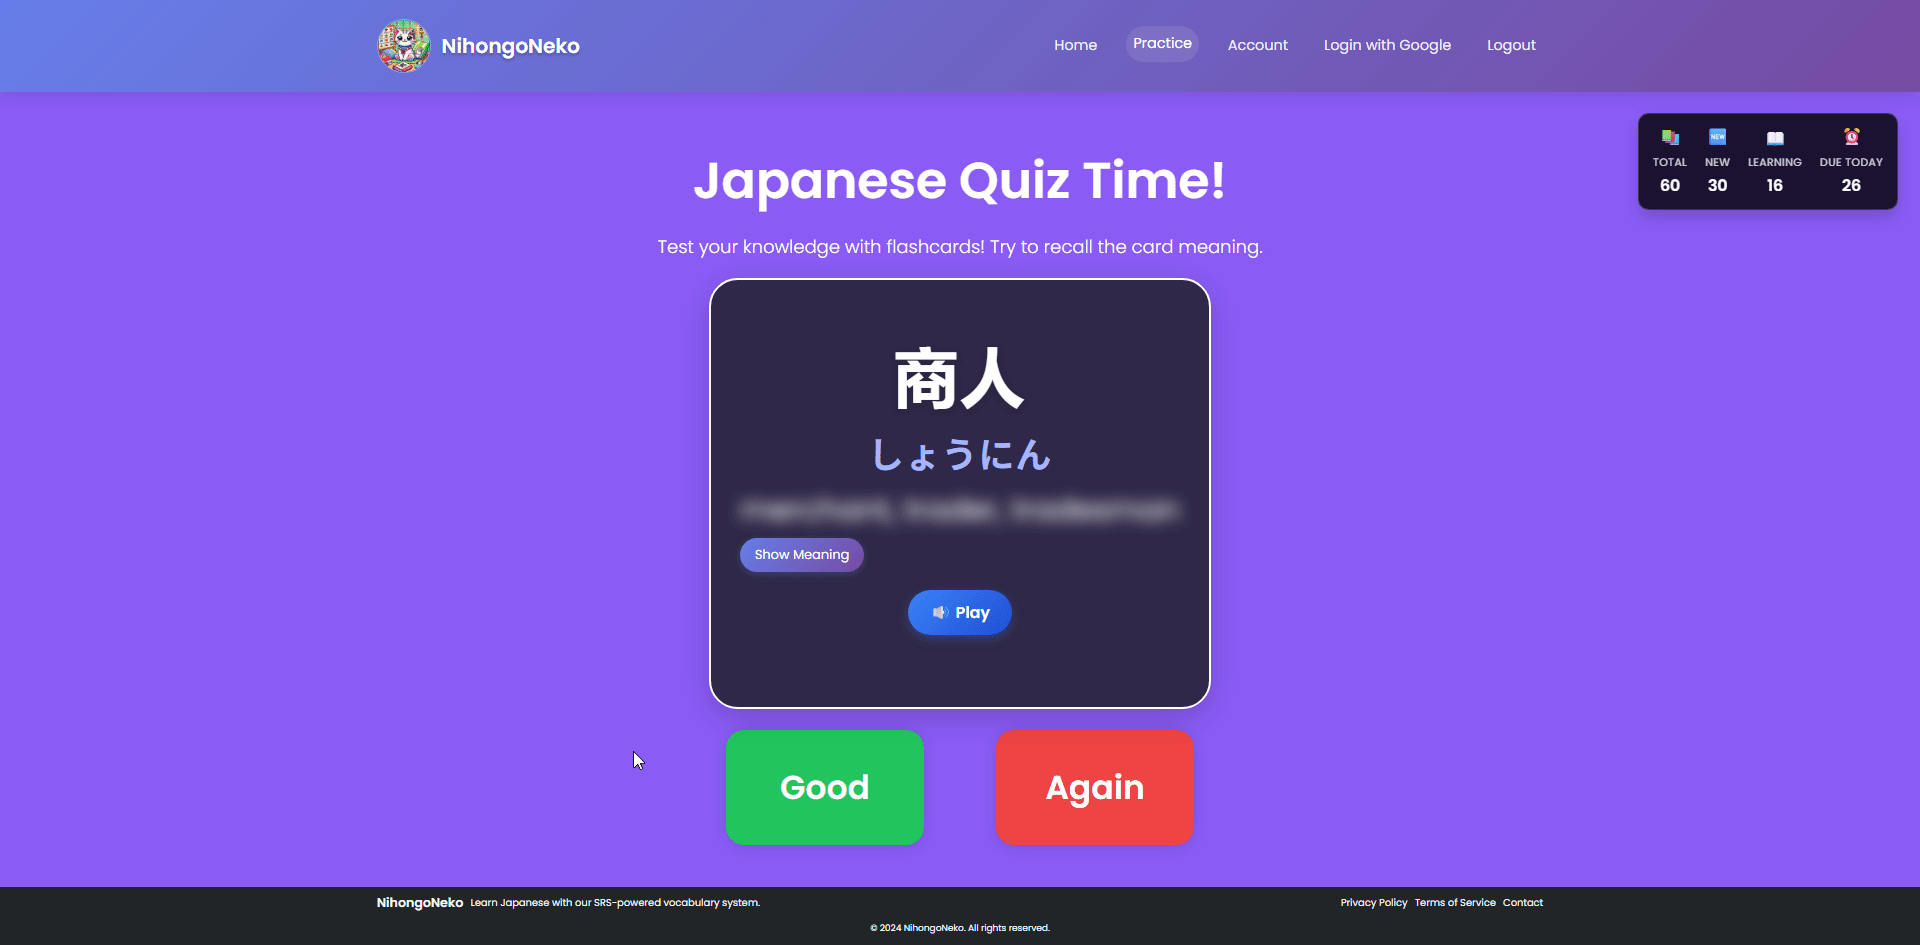 NihongoNeko
Home Practice Account Login with Google Logout
TOTAL NEW LEARNING DUE TODAY
60 30 16 26
Japanese Quiz Time!
Test your knowledge with flashcards! Try to recall the card meaning.
商人
しょうにん
merchant, trader, tradesman
Show Meaning
Play
Good Again
NihongoNeko Learn Japanese with our SRS-powered vocabulary system.
Privacy Policy Terms of Service Contact
© 2024 NihongoNeko. All rights reserved.